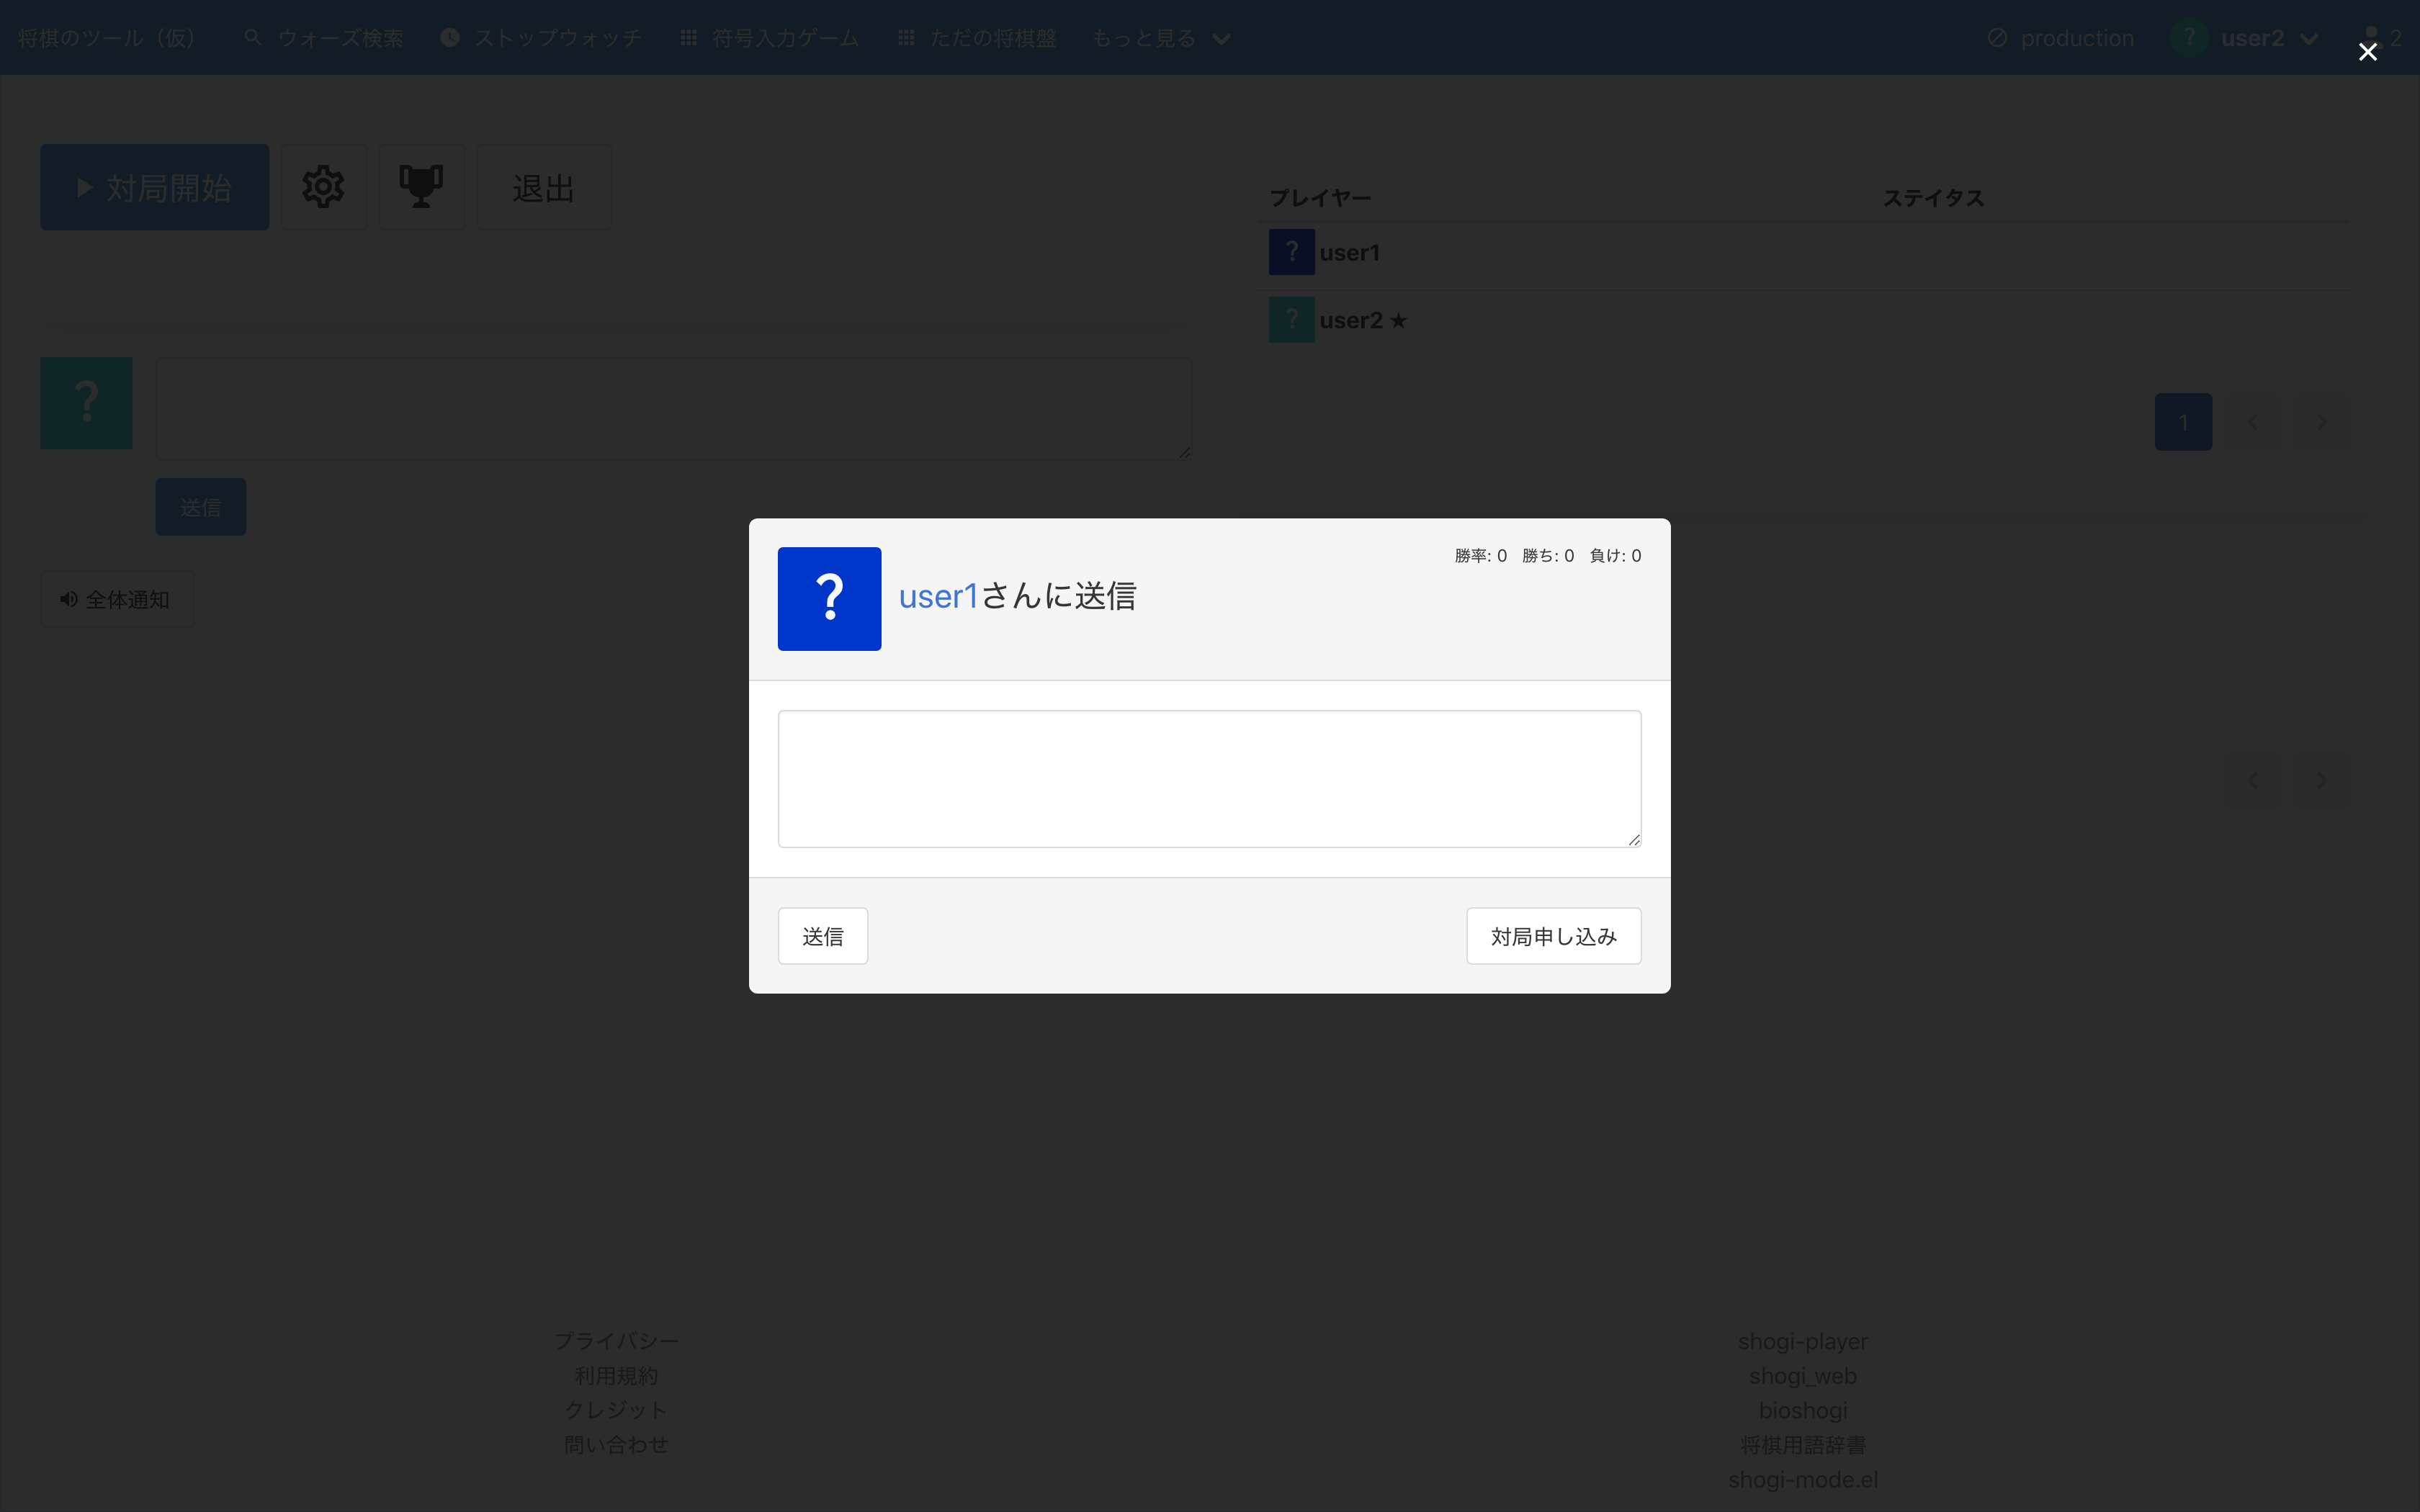 将棋のツール（仮） ウォーズ検索 ストップウォッチ 符号入力ゲーム ただの将棋盤 もっと見る production ? user2 2
対局開始 退出
プレイヤー ステイタス
? user1
? user2 ★
?
1
送信
全体通知
? user1さんに送信
勝率: 0 勝ち: 0 負け: 0
送信 対局申し込み
プライバシー
利用規約
クレジット
問い合わせ
shogi-player
shogi_web
bioshogi
将棋用語辞書
shogi-mode.el